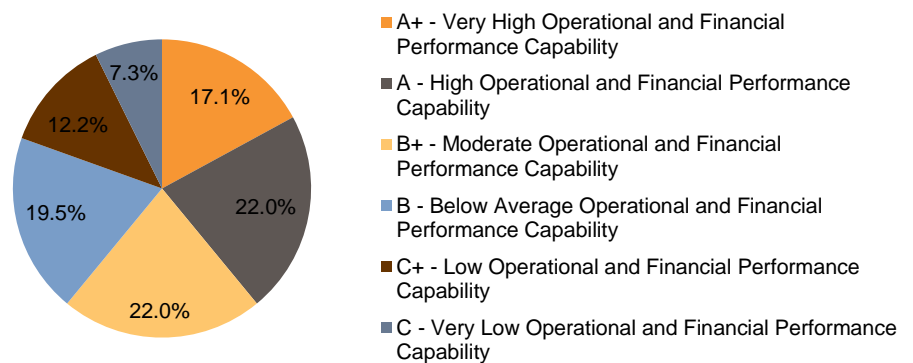 7.3%
17.1%
12.2%
22.0%
19.5%
22.0%
A+ - Very High Operational and Financial
Performance Capability
A - High Operational and Financial Performance
Capability
B+ - Moderate Operational and Financial
Performance Capability
B - Below Average Operational and Financial
Performance Capability
C+ - Low Operational and Financial Performance
Capability
C - Very Low Operational and Financial Performance
Capability